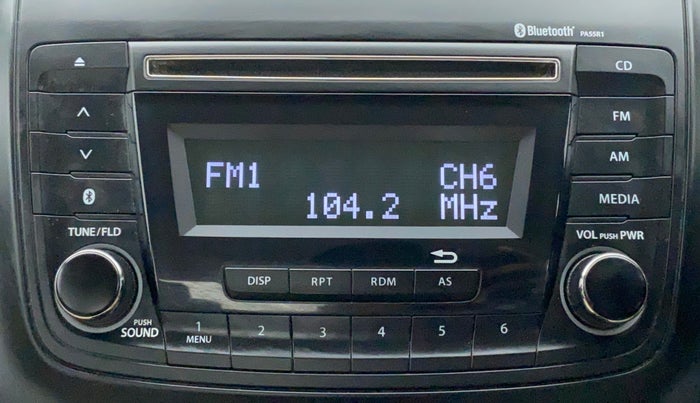 Bluetooth® PA55R1
CD
FM
AM
MEDIA
FM1 CH6
104.2 MHz
TUNE/FLD
VOL PUSH PWR
DISP RPT RDM AS
PUSH
SOUND
1 2 3 4 5 6
MENU